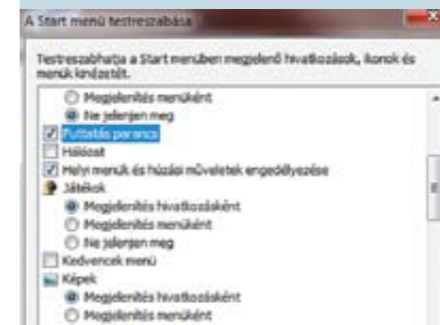 A Start menü testreszabása
Testreszabhatja a Start menüben megjelenő hivatkozások, ikonok és
menük kinézetét.
Megjelenítés menüként
Ne jelenjen meg
Futtatás parancs
Hálózat
Helyi menük és húzási műveletek engedélyezése
Játékok
Megjelenítés hivatkozásként
Megjelenítés menüként
Ne jelenjen meg
Kedvencek menü
Képek
Megjelenítés hivatkozásként
Megjelenítés menüként